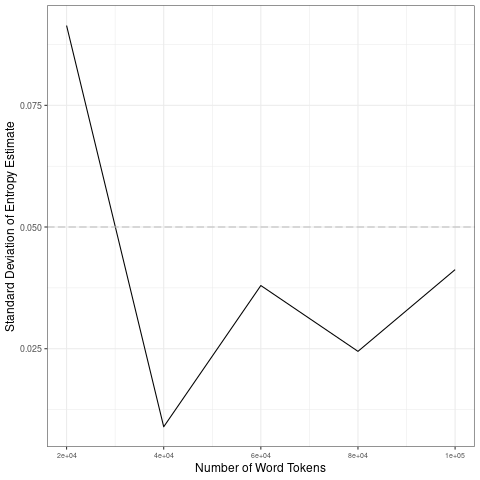 Standard Deviation of Entropy Estimate
0.075
0.050
0.025
2e+04 4e+04 6e+04 8e+04 1e+05
Number of Word Tokens